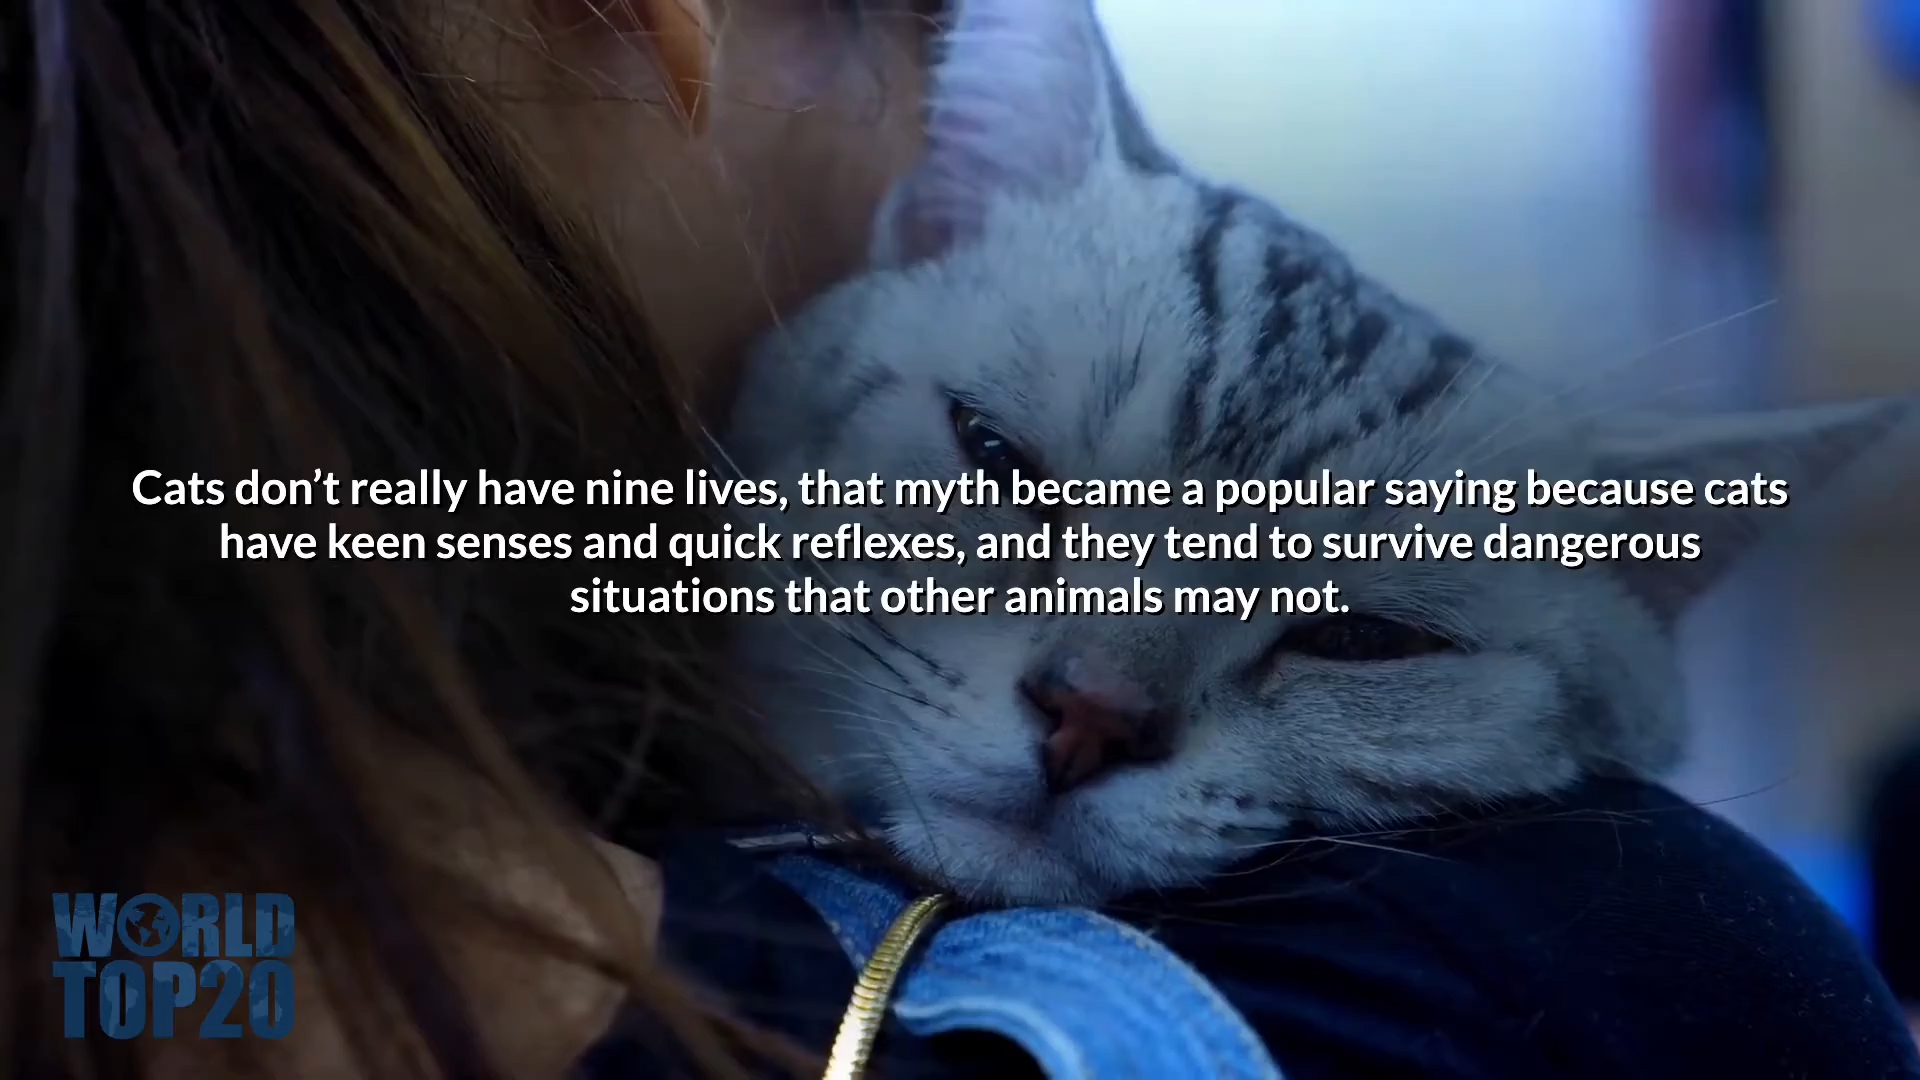 Cats don’t really have nine lives, that myth became a popular saying because cats
have keen senses and quick reflexes, and they tend to survive dangerous
situations that other animals may not.
WORLD
TOP20